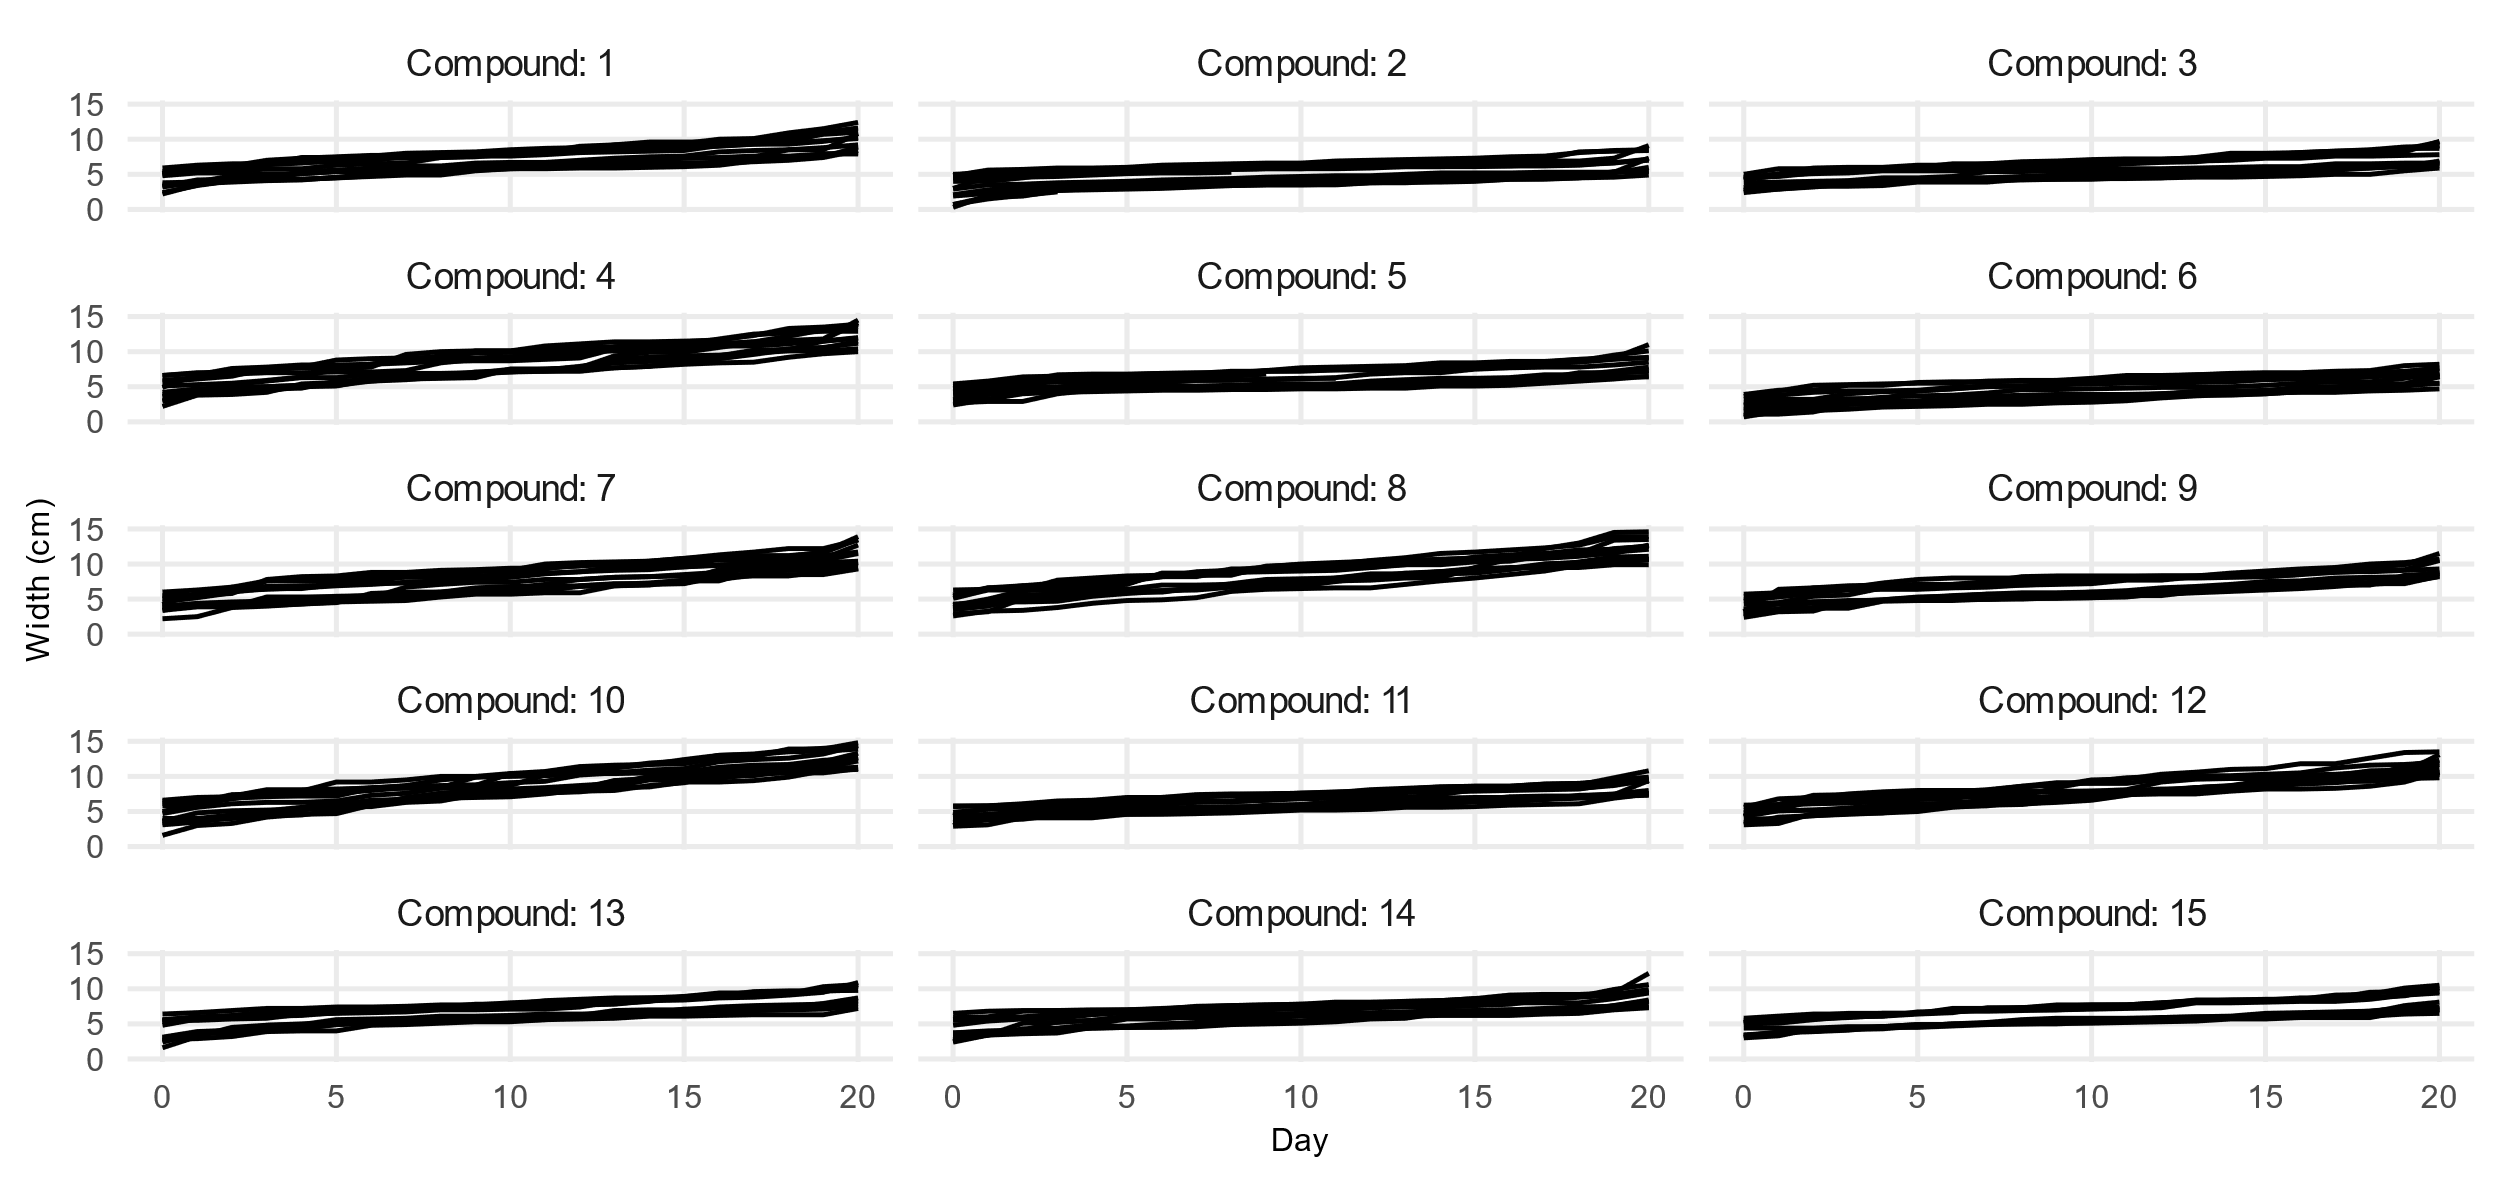 Compound: 1
Compound: 2
Compound: 3
15
10
5
0
Compound: 4
Compound: 5
Compound: 6
15
10
5
0
Compound: 7
Compound: 8
Compound: 9
15
10
5
0
Width (cm)
Compound: 10
Compound: 11
Compound: 12
15
10
5
0
Compound: 13
Compound: 14
Compound: 15
15
10
5
0
0 5 10 15 20
0 5 10 15 20
0 5 10 15 20
Day